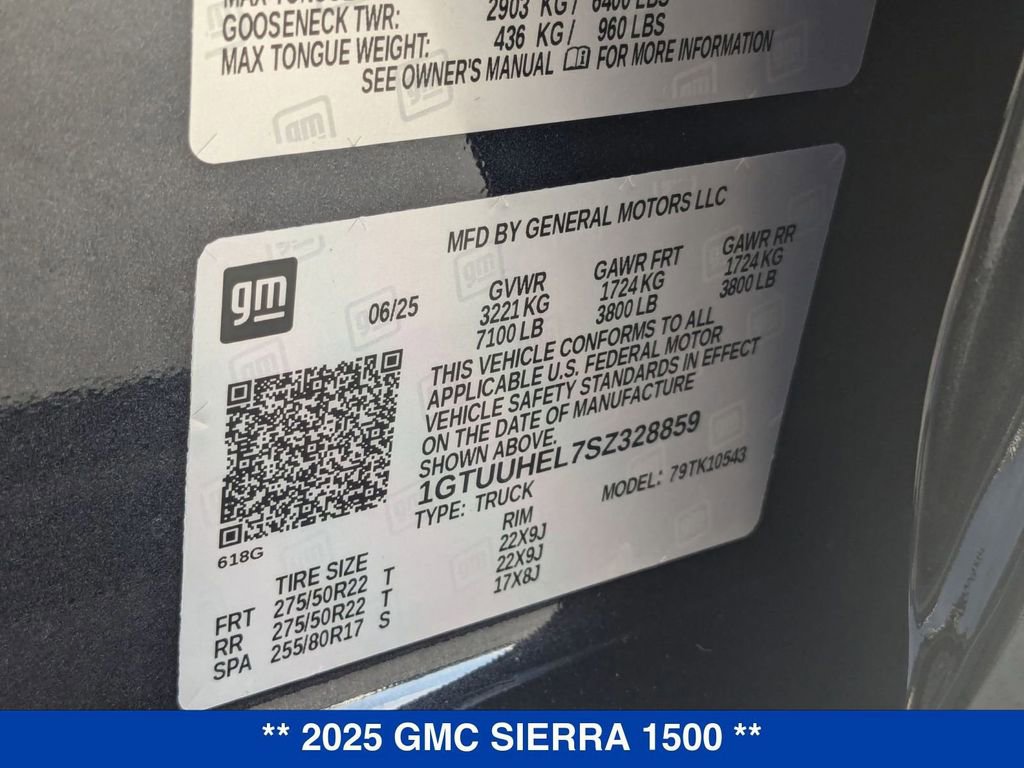 MAX TONGUE
GOOSENECK TWR: 2903 KG/ 6400 LBS
MAX TONGUE WEIGHT: 436 KG/ 960 LBS
SEE OWNER'S MANUAL FOR MORE INFORMATION
gm
MFD BY GENERAL MOTORS LLC
gm
06/25
GVWR GAWR FRT GAWR RR
3221 KG 1724 KG 1724 KG
7100 LB 3800 LB 3800 LB
THIS VEHICLE CONFORMS TO ALL
APPLICABLE U.S. FEDERAL MOTOR
VEHICLE SAFETY STANDARDS IN EFFECT
ON THE DATE OF MANUFACTURE
SHOWN ABOVE.
1GTUUHEL7SZ328859
TYPE: TRUCK MODEL: 79TK10543
618G
TIRE SIZE RIM
FRT 275/50R22 T 22X9J
RR 275/50R22 T 22X9J
SPA 255/80R17 S 17X8J
** 2025 GMC SIERRA 1500 **